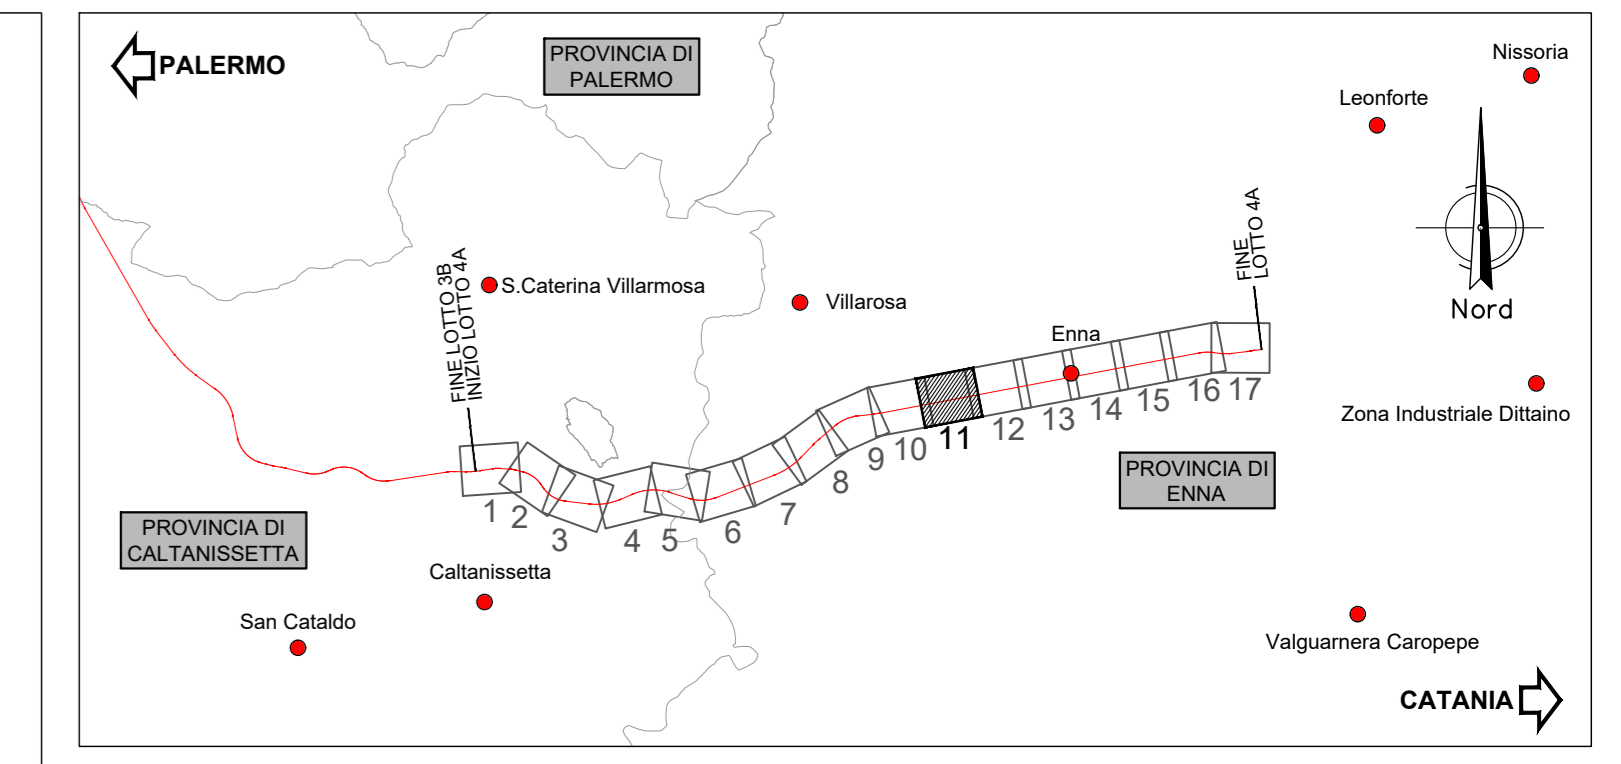 PALERMO
PROVINCIA DI
PALERMO
Nissoria
Leonforte
Nord
FINE LOTTO 3B
INIZIO LOTTO 4A
S.Caterina Villarmosa
Villarosa
Enna
FINE
LOTTO 4A
Zona Industriale Dittaino
1
2
3
4
5
6
7
8
9
10
11
12
13
14
15
16
17
PROVINCIA DI
ENNA
PROVINCIA DI
CALTANISSETTA
Caltanissetta
San Cataldo
Valguarnera Caropepe
CATANIA